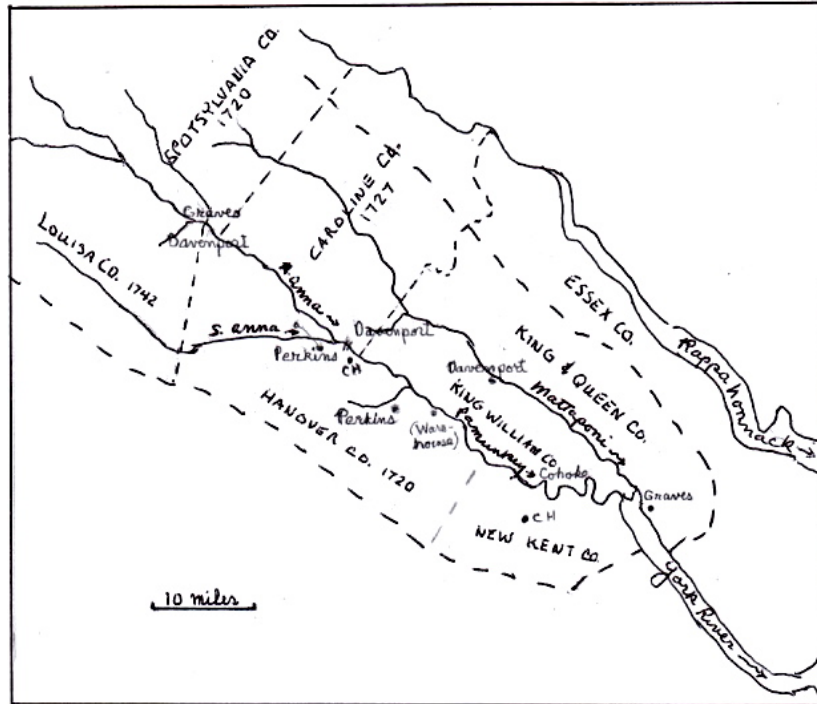 SPOTSYLVANIA CO.
1720
CAROLINE CO.
1727
Graves
Davenport
LOUISA CO. 1742
N. anna →
S. anna →
ESSEX CO.
Davenport
Perkins
CH
KING & QUEEN CO.
Rappahonnack →
Davenport
Mattaponi →
HANOVER CO. 1720
Perkins
(Ware-
house)
KING WILLIAM CO.
Pamunkey →
Cohoke
Graves
CH
NEW KENT CO.
10 miles
York River →